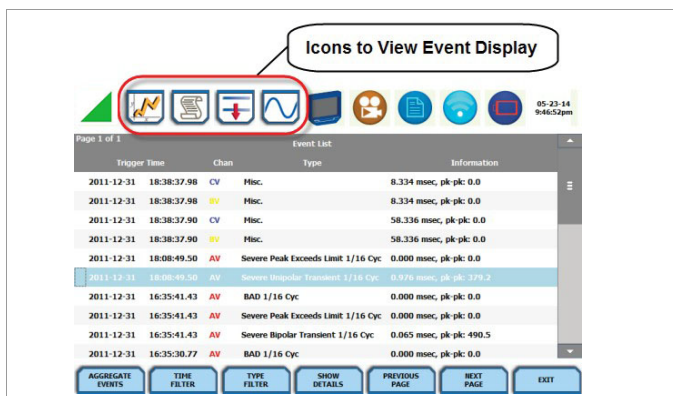 Icons to View Event Display
05-23-14
9:46:52pm
Page 1 of 1
Event List
Trigger Time Chan Type Information
2011-12-31 18:38:37.98 CV Misc. 8.334 msec, pk-pk: 0.0
2011-12-31 18:38:37.98 BV Misc. 8.334 msec, pk-pk: 0.0
2011-12-31 18:38:37.90 CV Misc. 58.336 msec, pk-pk: 0.0
2011-12-31 18:38:37.90 BV Misc. 58.336 msec, pk-pk: 0.0
2011-12-31 18:08:49.50 AV Severe Peak Exceeds Limit 1/16 Cyc 0.000 msec, pk-pk: 0.0
2011-12-31 18:08:49.50 AV Severe Unipolar Transient 1/16 Cyc 0.976 msec, pk-pk: 379.2
2011-12-31 16:35:41.43 AV BAD 1/16 Cyc 0.000 msec, pk-pk: 0.0
2011-12-31 16:35:41.43 AV Severe Peak Exceeds Limit 1/16 Cyc 0.000 msec, pk-pk: 0.0
2011-12-31 16:35:41.43 AV Severe Bipolar Transient 1/16 Cyc 0.065 msec, pk-pk: 490.5
2011-12-31 16:35:30.77 AV BAD 1/16 Cyc 0.000 msec, pk-pk: 0.0
AGGREGATE EVENTS
TIME FILTER
TYPE FILTER
SHOW DETAILS
PREVIOUS PAGE
NEXT PAGE
EXIT